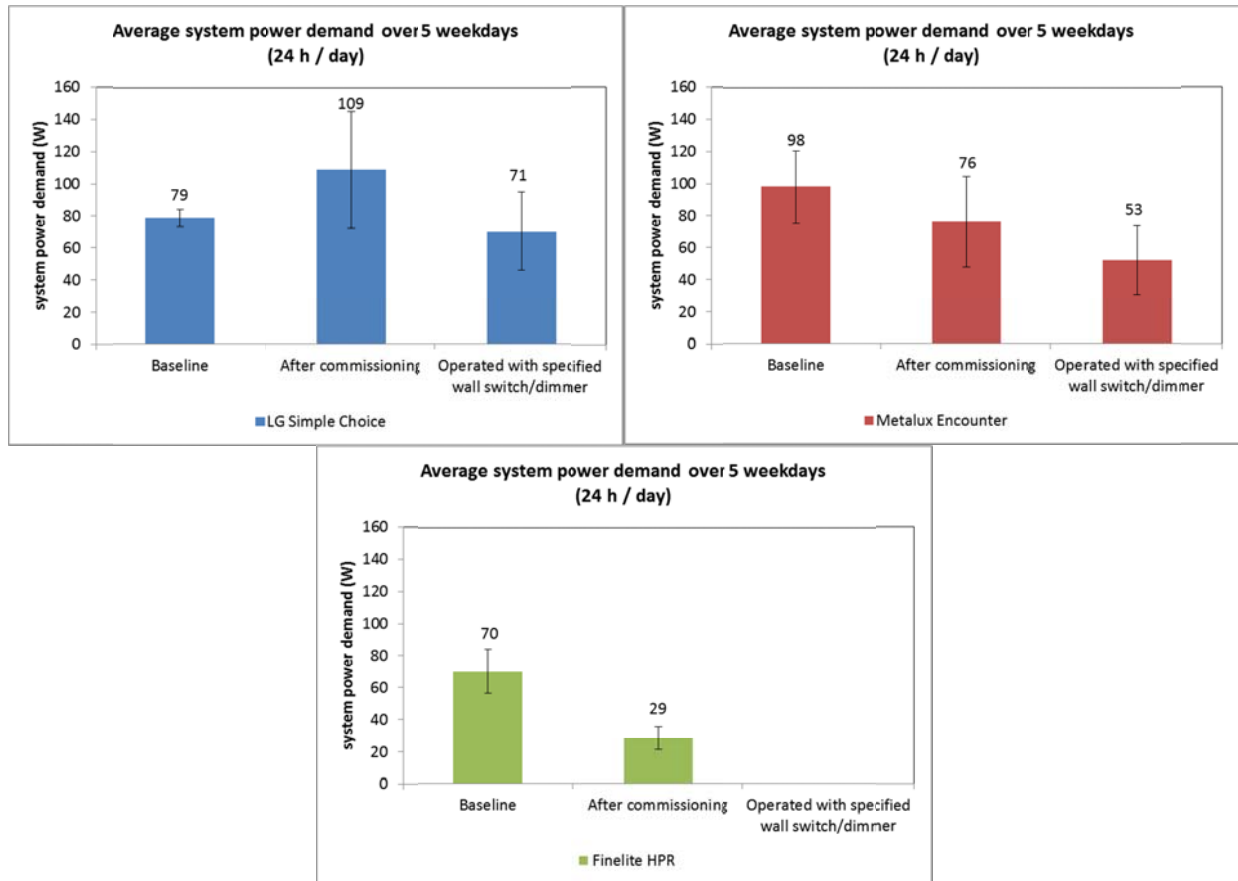 Average system power demand over 5 weekdays
(24 h / day)
system power demand (W)
160
140
120
100
80
60
40
20
0
79
109
71
Baseline
After commissioning
Operated with specified
wall switch/dimmer
LG Simple Choice
Average system power demand over 5 weekdays
(24 h / day)
system power demand (W)
160
140
120
100
80
60
40
20
0
98
76
53
Baseline
After commissioning
Operated with specified
wall switch/dimmer
Metalux Encounter
Average system power demand over 5 weekdays
(24 h / day)
system power demand (W)
160
140
120
100
80
60
40
20
0
70
29
Baseline
After commissioning
Operated with specified
wall switch/dimmer
Finelite HPR